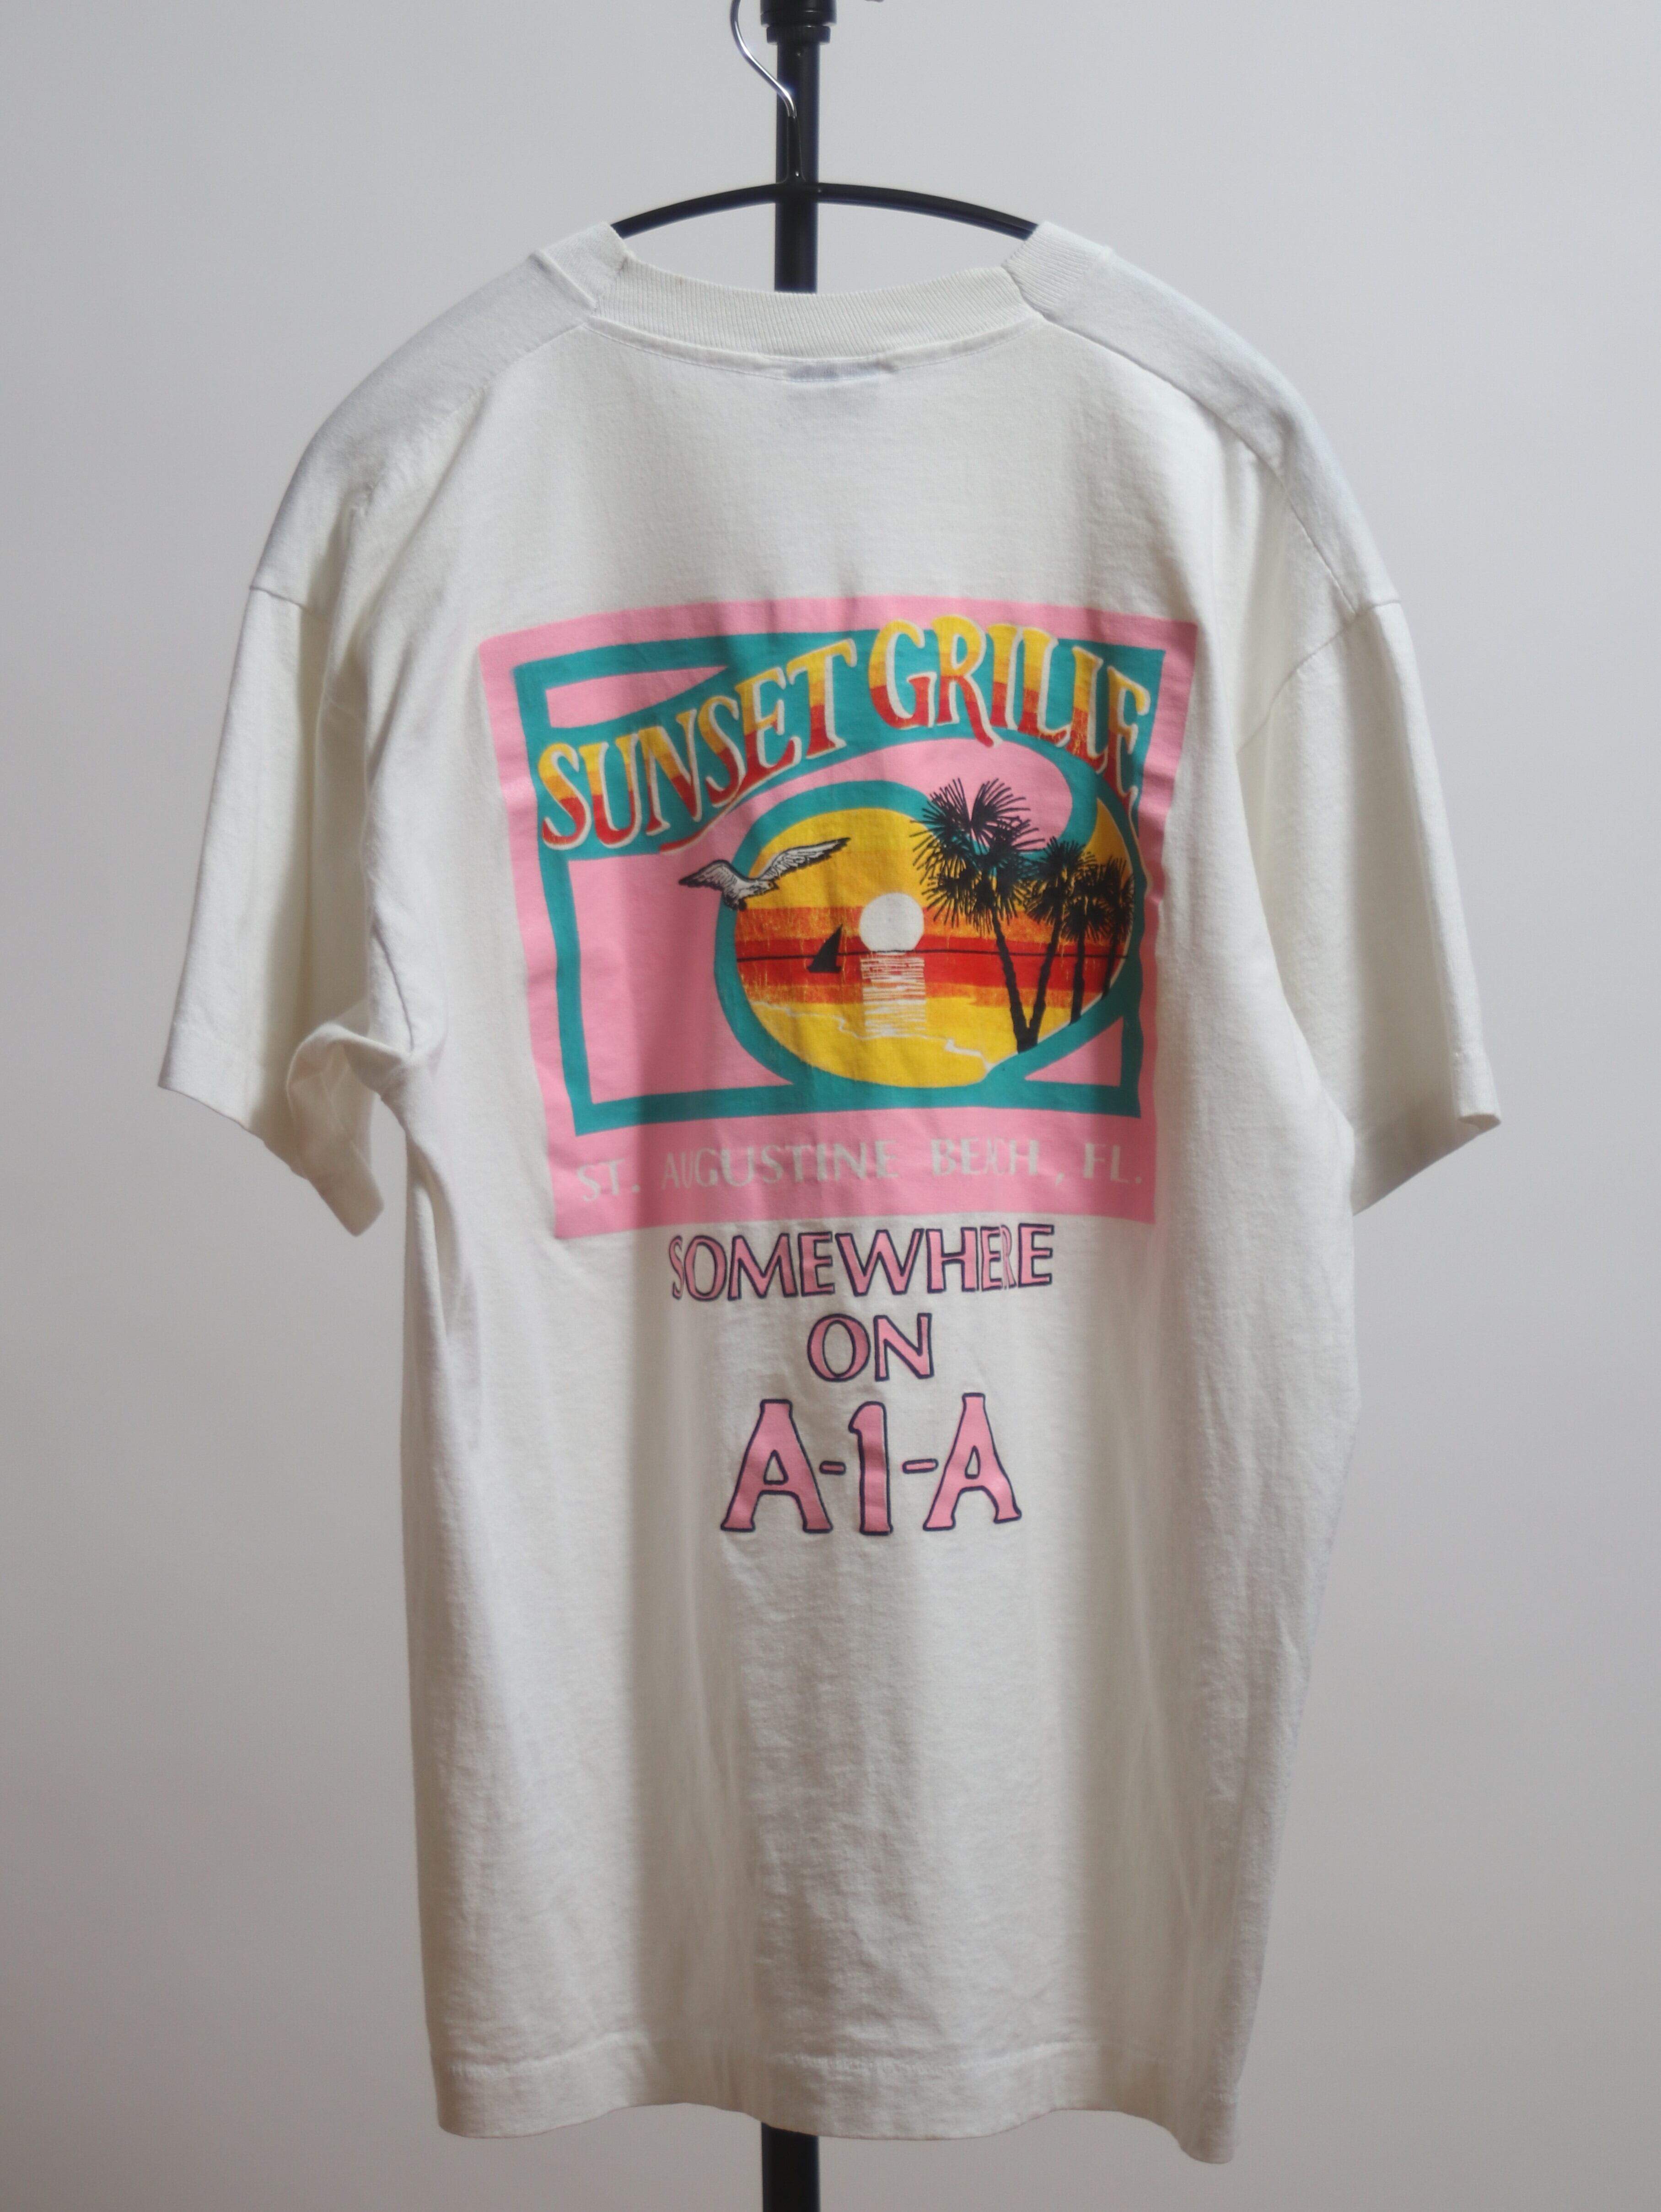 SUNSET GRILLE
ST. AUGUSTINE BEACH, FL.
SOMEWHERE
ON
A-1-A